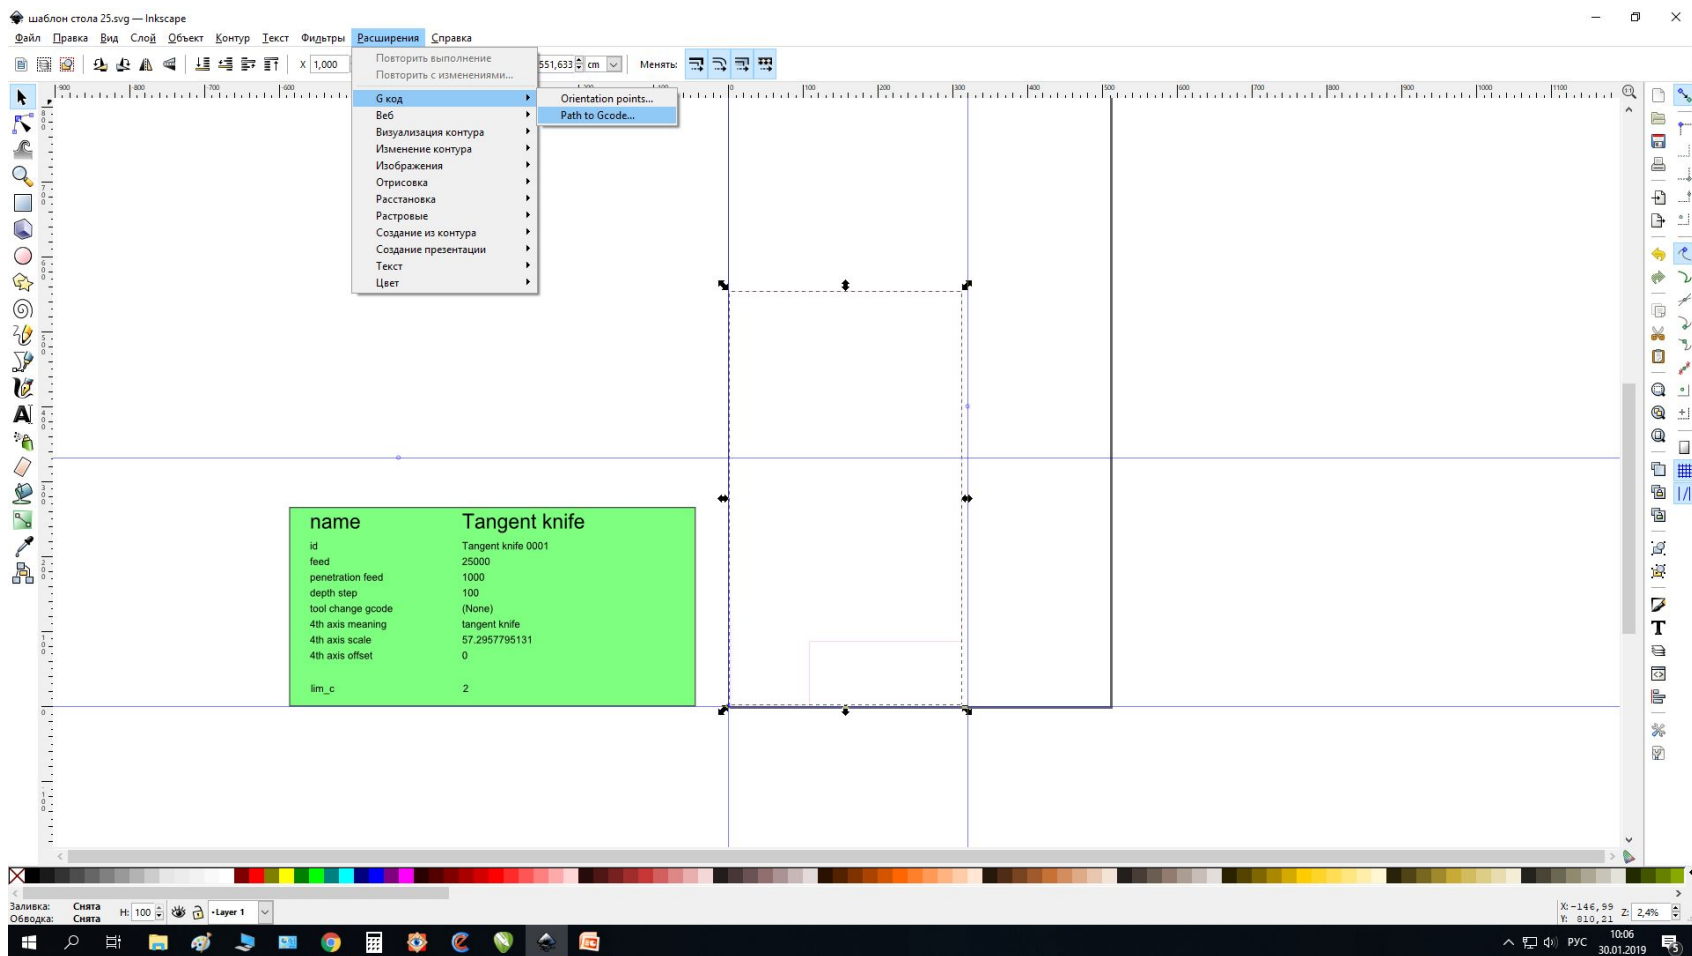 шаблон стола 25.svg — Inkscape
Файл Правка Вид Слой Объект Контур Текст Фильтры Расширения Справка
X 1,000 551,633 cm Менять:
Повторить выполнение
Повторить с изменениями...
G код
Веб
Визуализация контура
Изменение контура
Изображения
Отрисовка
Расстановка
Растровые
Создание из контура
Создание презентации
Текст
Цвет
Orientation points...
Path to Gcode...
name Tangent knife
id Tangent knife 0001
feed 25000
penetration feed 1000
depth step 100
tool change gcode (None)
4th axis meaning tangent knife
4th axis scale 57.2957795131
4th axis offset 0
lim_c 2
Заливка: Снята
Обводка: Снята
Н: 100
Layer 1
X: -146,99
Y: 810,21
Z: 2,4%
РУС
10:06
30.01.2019